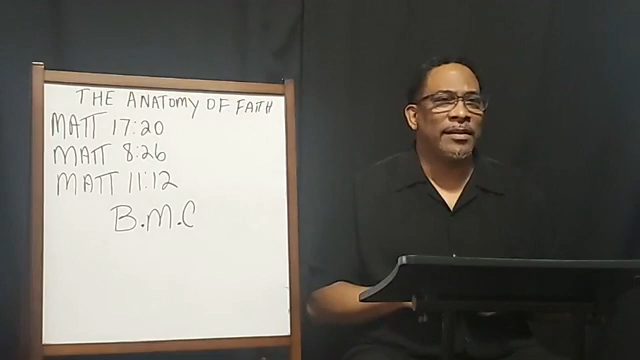 THE ANATOMY OF FAITH
MATT 17:20
MATT 8:26
MATT 11:12
B.M.C